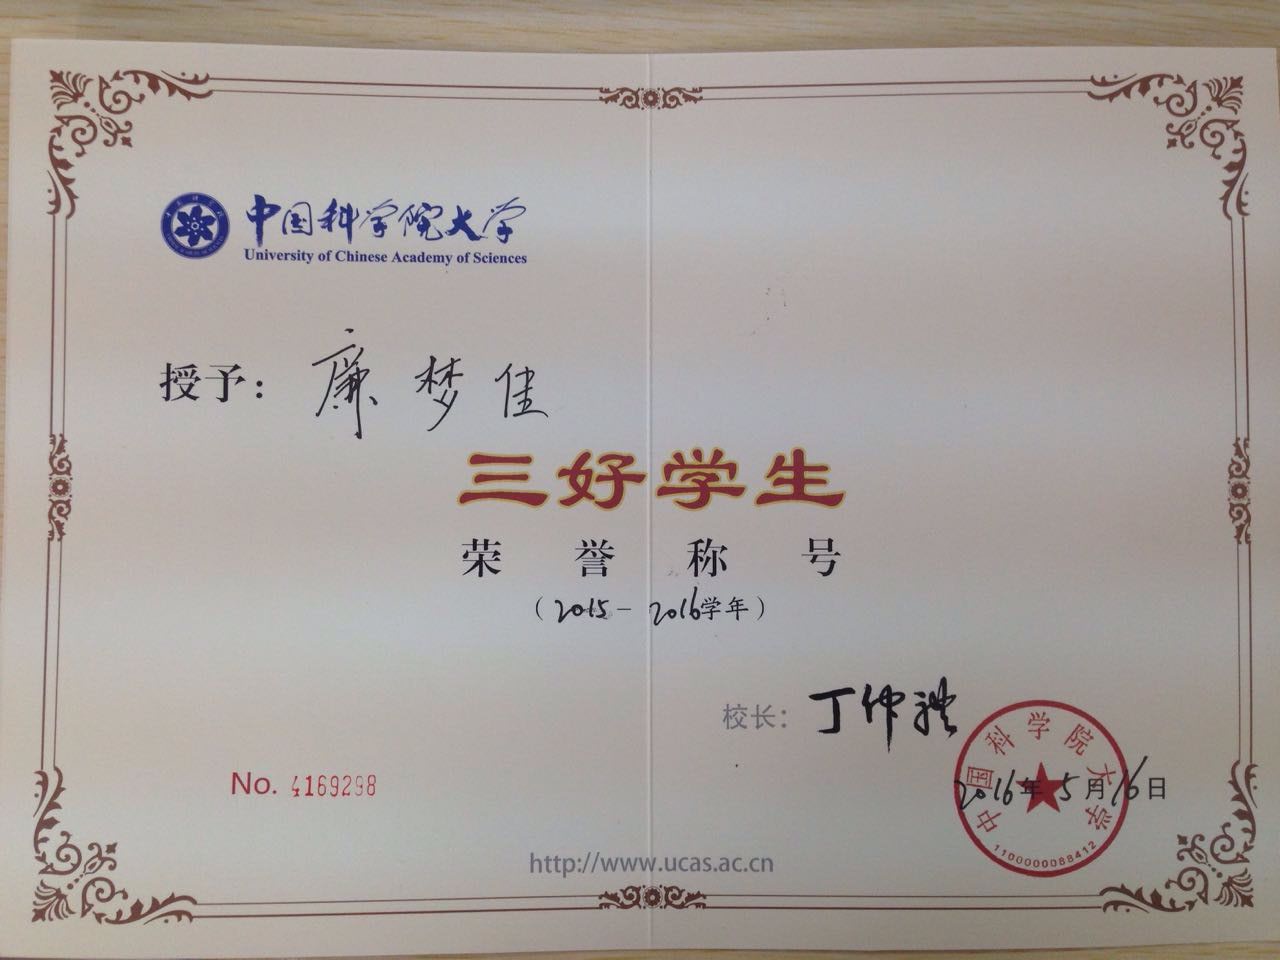 中国科学院大学
University of Chinese Academy of Sciences
授予：廉梦佳
三好学生
荣誉称号
（2015－2016学年）
校长：丁仲礼
中国科学院大学
1100000088412
2016年5月16日
No. 4169298
http://www.ucas.ac.cn